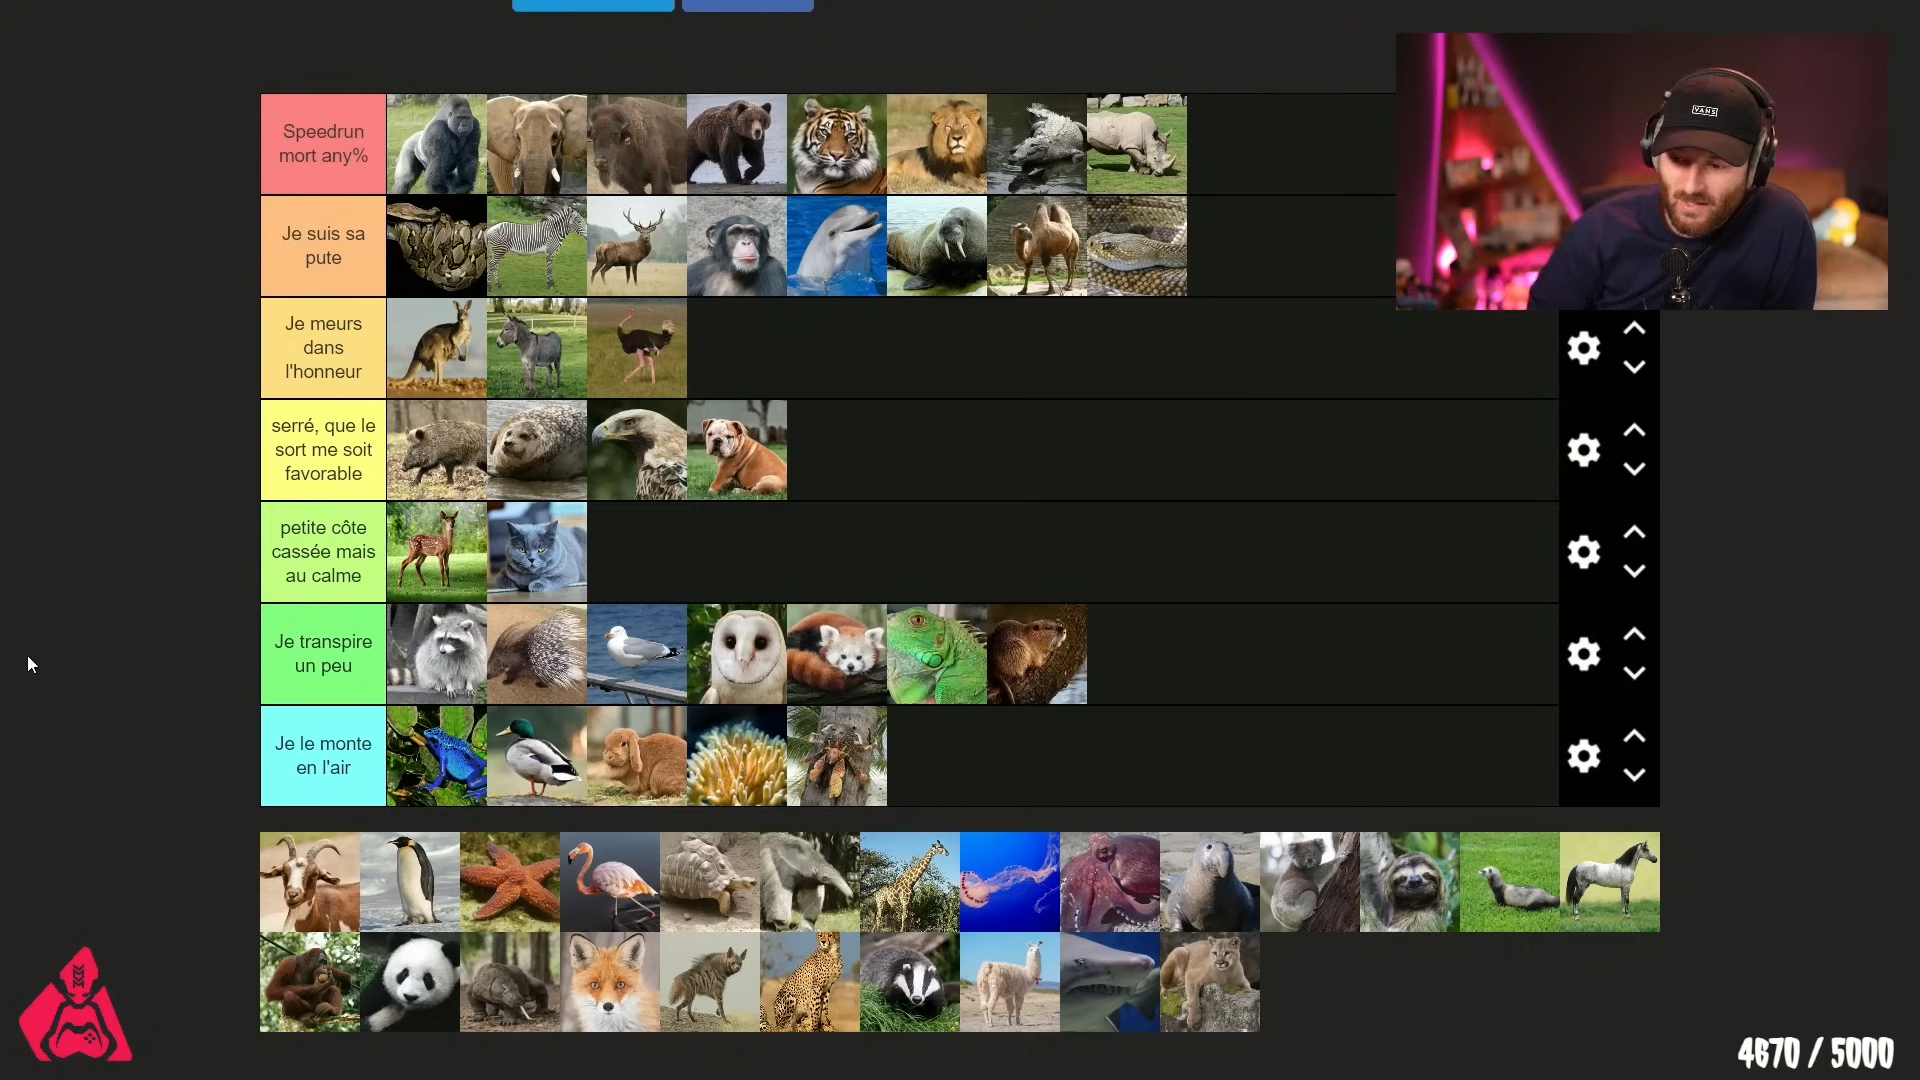 VANS
Speedrun
mort any%
Je suis sa
pute
Je meurs
dans
l'honneur
serré, que le
sort me soit
favorable
petite côte
cassée mais
au calme
Je transpire
un peu
Je le monte
en l'air
4670 / 5000